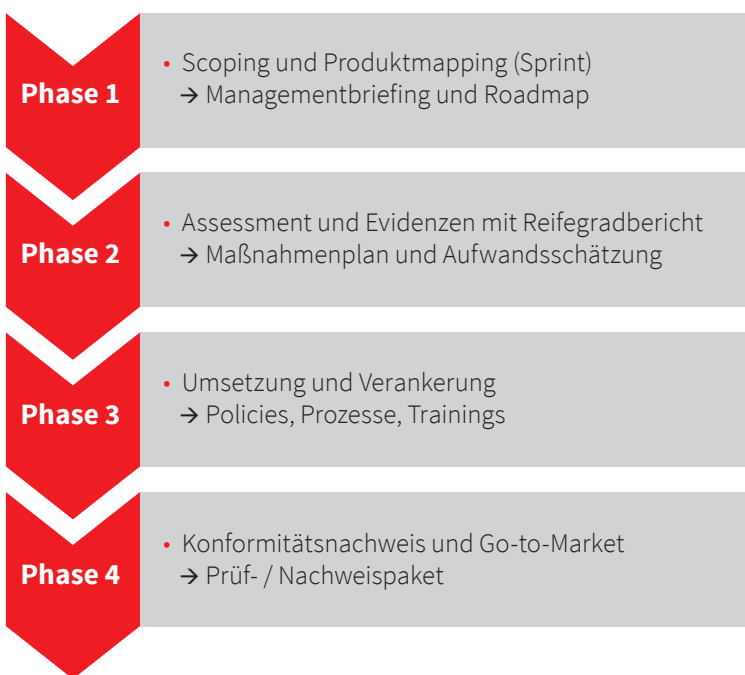 Phase 1
• Scoping und Produktmapping (Sprint)
→ Managementbriefing und Roadmap
Phase 2
• Assessment und Evidenzen mit Reifegradbericht
→ Maßnahmenplan und Aufwandsschätzung
Phase 3
• Umsetzung und Verankerung
→ Policies, Prozesse, Trainings
Phase 4
• Konformitätsnachweis und Go-to-Market
→ Prüf- / Nachweispaket